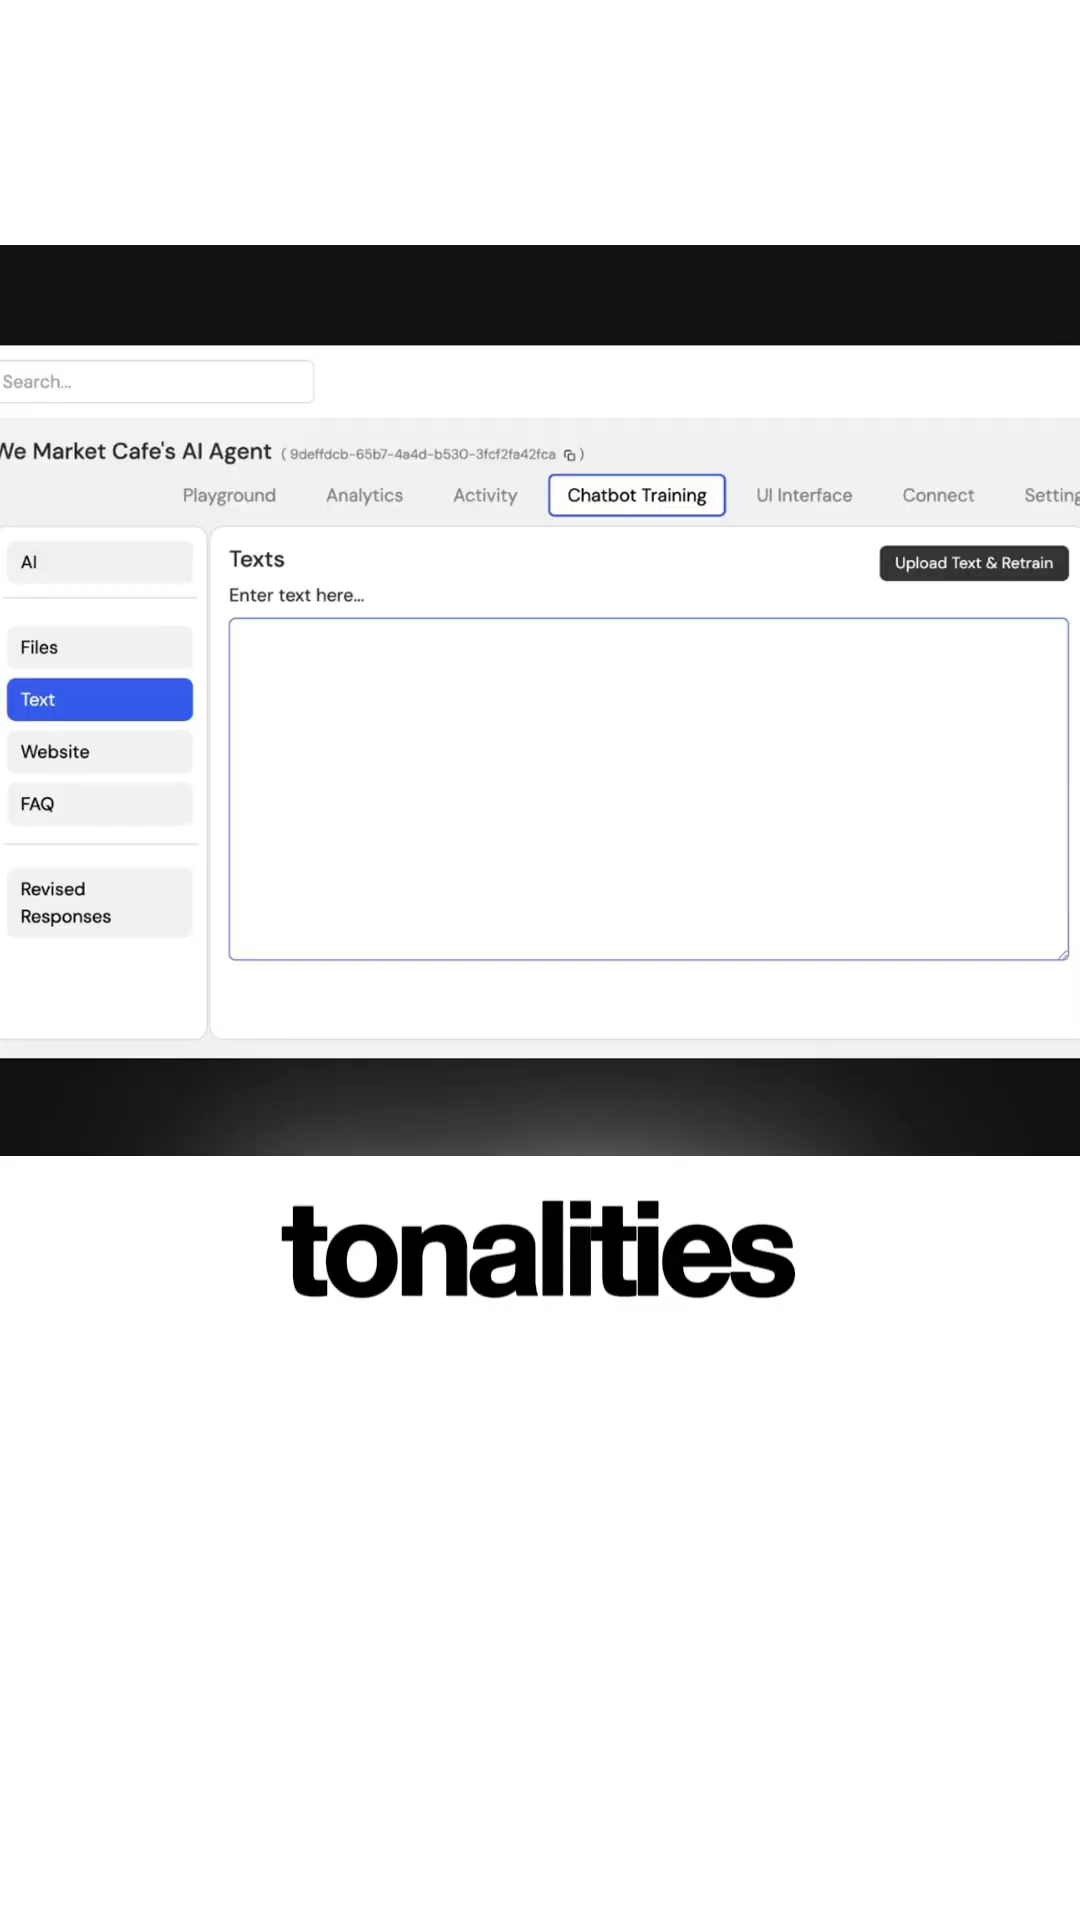 Search...
We Market Cafe's AI Agent ( 9deffdcb-65b7-4a4d-b530-3fcf2fa42fca )
Playground Analytics Activity Chatbot Training UI Interface Connect Setting
AI
Files
Text
Website
FAQ
Revised
Responses
Texts
Upload Text & Retrain
Enter text here...
tonalities